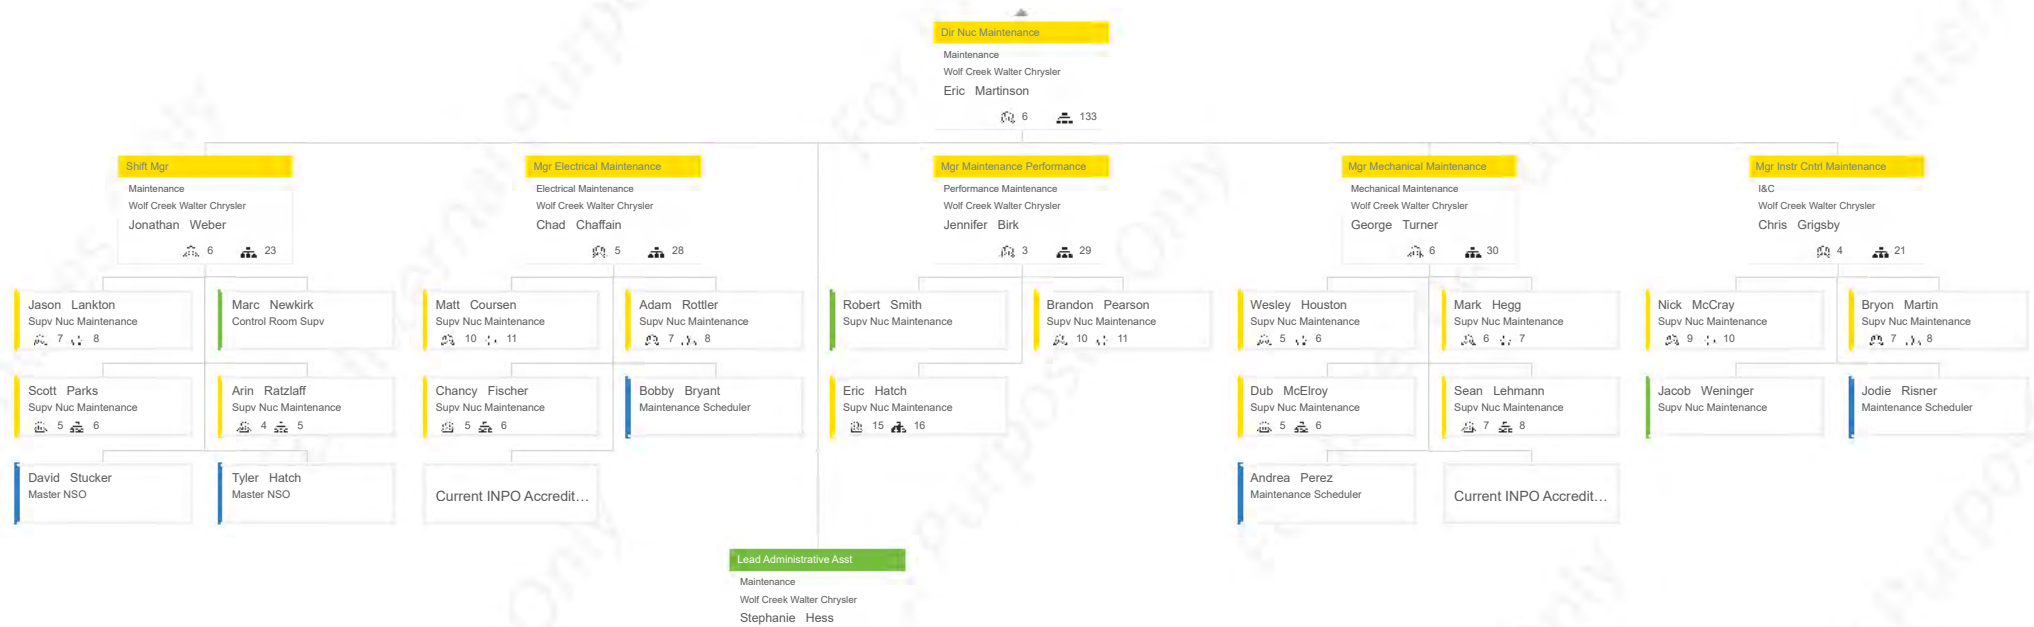 Dir Nuc Maintenance
Maintenance
Wolf Creek Walter Chrysler
Eric Martinson
6 133
Shift Mgr
Maintenance
Wolf Creek Walter Chrysler
Jonathan Weber
6 23
Mgr Electrical Maintenance
Electrical Maintenance
Wolf Creek Walter Chrysler
Chad Chaffain
5 28
Mgr Maintenance Performance
Performance Maintenance
Wolf Creek Walter Chrysler
Jennifer Birk
3 29
Mgr Mechanical Maintenance
Mechanical Maintenance
Wolf Creek Walter Chrysler
George Turner
6 30
Mgr Instr Cntrl Maintenance
I&C
Wolf Creek Walter Chrysler
Chris Grigsby
4 21
Jason Lankton
Supv Nuc Maintenance
7 8
Marc Newkirk
Control Room Supv
Matt Coursen
Supv Nuc Maintenance
10 11
Adam Rottler
Supv Nuc Maintenance
7 8
Robert Smith
Supv Nuc Maintenance
Brandon Pearson
Supv Nuc Maintenance
10 11
Wesley Houston
Supv Nuc Maintenance
5 6
Mark Hegg
Supv Nuc Maintenance
6 7
Nick McCray
Supv Nuc Maintenance
9 10
Bryon Martin
Supv Nuc Maintenance
7 8
Scott Parks
Supv Nuc Maintenance
5 6
Arin Ratzlaff
Supv Nuc Maintenance
4 5
Chancy Fischer
Supv Nuc Maintenance
5 6
Bobby Bryant
Maintenance Scheduler
Eric Hatch
Supv Nuc Maintenance
15 16
Dub McElroy
Supv Nuc Maintenance
5 6
Sean Lehmann
Supv Nuc Maintenance
7 8
Jacob Weninger
Supv Nuc Maintenance
Jodie Risner
Maintenance Scheduler
David Stucker
Master NSO
Tyler Hatch
Master NSO
Current INPO Accredit…
Andrea Perez
Maintenance Scheduler
Current INPO Accredit…
Lead Administrative Asst
Maintenance
Wolf Creek Walter Chrysler
Stephanie Hess